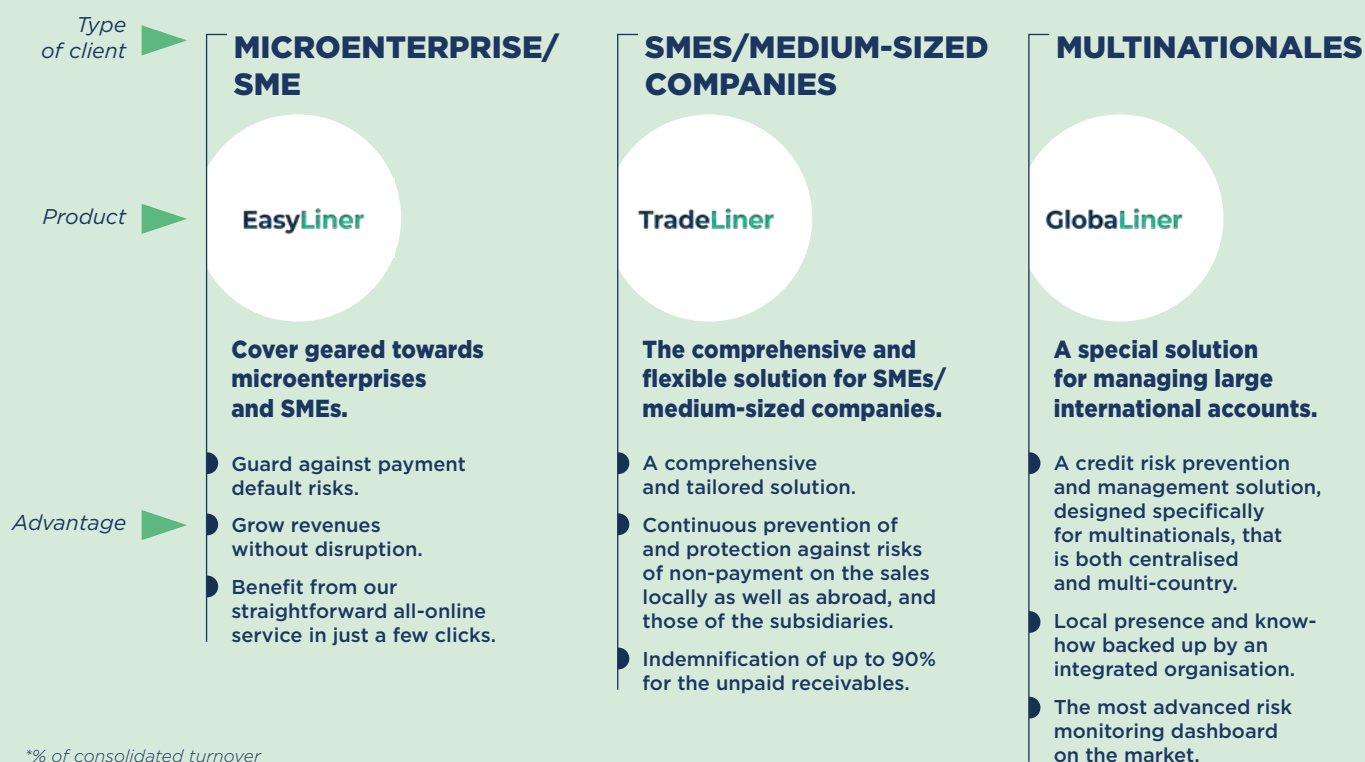 Type
of client
MICROENTERPRISE/
SME
SMES/MEDIUM-SIZED
COMPANIES
MULTINATIONALES
Product
EasyLiner
TradeLiner
GlobaLiner
Cover geared towards
microenterprises
and SMEs.
The comprehensive and
flexible solution for SMEs/
medium-sized companies.
A special solution
for managing large
international accounts.
Advantage
Guard against payment
default risks.
Grow revenues
without disruption.
Benefit from our
straightforward all-online
service in just a few clicks.
A comprehensive
and tailored solution.
Continuous prevention of
and protection against risks
of non-payment on the sales
locally as well as abroad, and
those of the subsidiaries.
Indemnification of up to 90%
for the unpaid receivables.
A credit risk prevention
and management solution,
designed specifically
for multinationals, that
is both centralised
and multi-country.
Local presence and know-
how backed up by an
integrated organisation.
The most advanced risk
monitoring dashboard
on the market.
*% of consolidated turnover